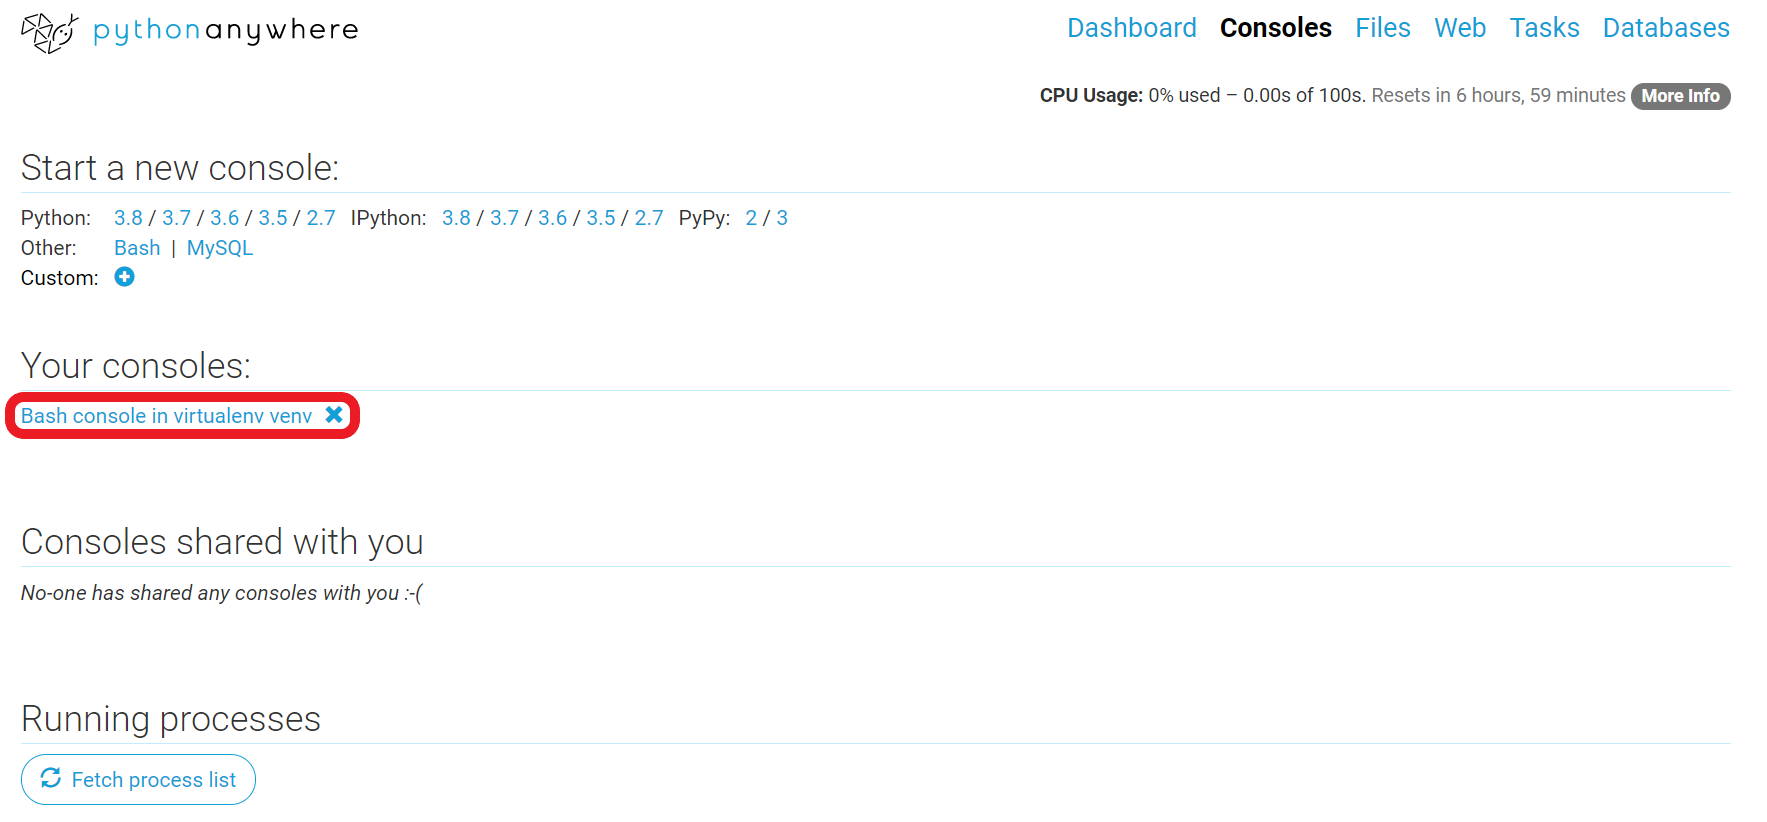 pythonanywhere
Dashboard Consoles Files Web Tasks Databases
CPU Usage: 0% used – 0.00s of 100s. Resets in 6 hours, 59 minutes More Info
Start a new console:
Python: 3.8 / 3.7 / 3.6 / 3.5 / 2.7 IPython: 3.8 / 3.7 / 3.6 / 3.5 / 2.7 PyPy: 2 / 3
Other: Bash | MySQL
Custom:
Your consoles:
Bash console in virtualenv venv
Consoles shared with you
No-one has shared any consoles with you :-(
Running processes
Fetch process list